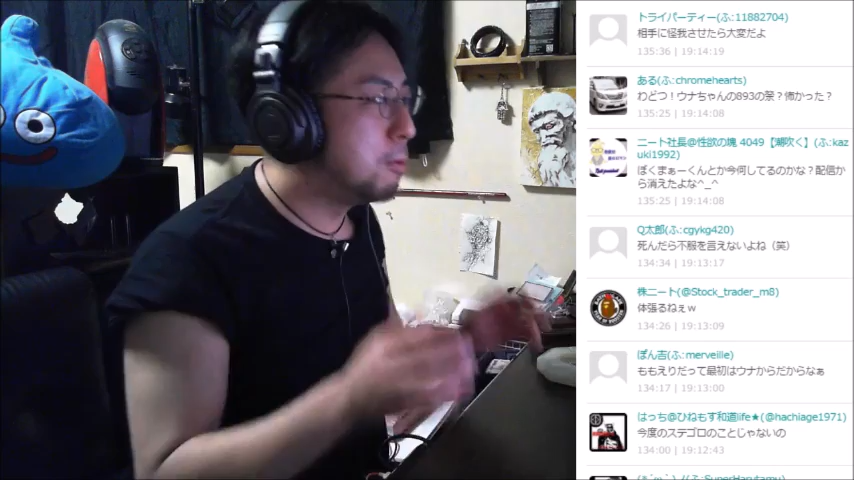 トライパーティー(ふ:11882704)
相手に怪我させたら大変だよ
135:36 | 19:14:19
ある(ふ:chromehearts)
わどつ！ウナちゃんの893の景？怖かった？
135:25 | 19:14:08
ニート社長@性欲の塊 4049【潮吹く】(ふ:kaz
uki1992)
ぼくまぁーくんとか今何してるのかな？配信か
ら消えたよな^_^
135:25 | 19:14:08
Q太郎(ふ:cgykg420)
死んだら不服を言えないよね（笑）
134:34 | 19:13:17
株ニート(@Stock_trader_m8)
体張るねぇｗ
134:26 | 19:13:09
ぽん吉(ふ:merveille)
ももえりだって最初はウナからだからなぁ
134:17 | 19:13:00
はっち@ひねもす和道life★(@hachiage1971)
今度のステゴロのことじゃないの
134:00 | 19:12:43